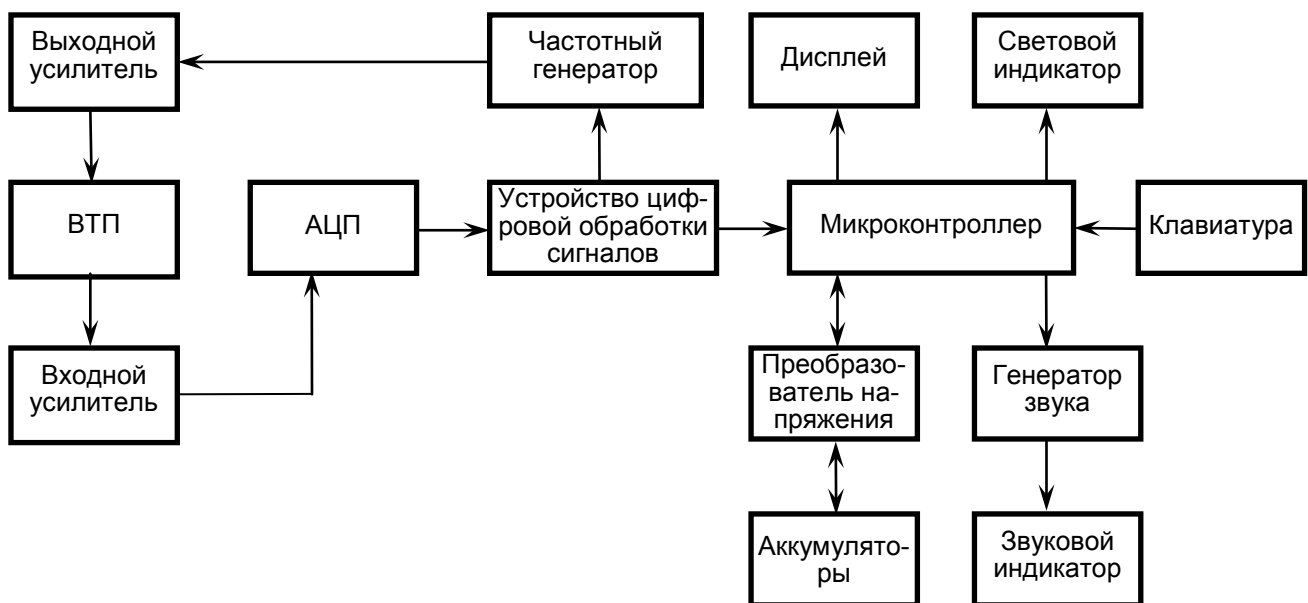 Выходной
усилитель
Частотный
генератор
Дисплей
Световой
индикатор
ВТП
АЦП
Устройство циф-
ровой обработки
сигналов
Микроконтроллер
Клавиатура
Входной
усилитель
Преобразо-
ватель на-
пряжения
Генератор
звука
Аккумулято-
ры
Звуковой
индикатор